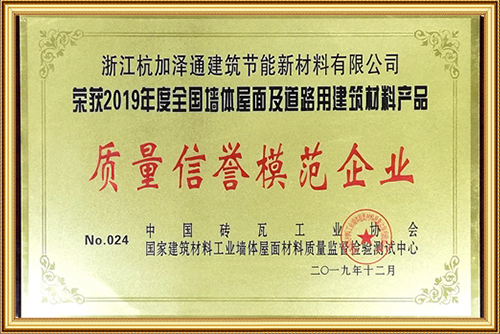 浙江杭加泽通建筑节能新材料有限公司
荣获2019年度全国墙体屋面及道路用建筑材料产品
质量信誉模范企业
No.024
中国砖瓦工业协会
国家建筑材料工业墙体屋面材料质量监督检验测试中心
二〇一九年十二月